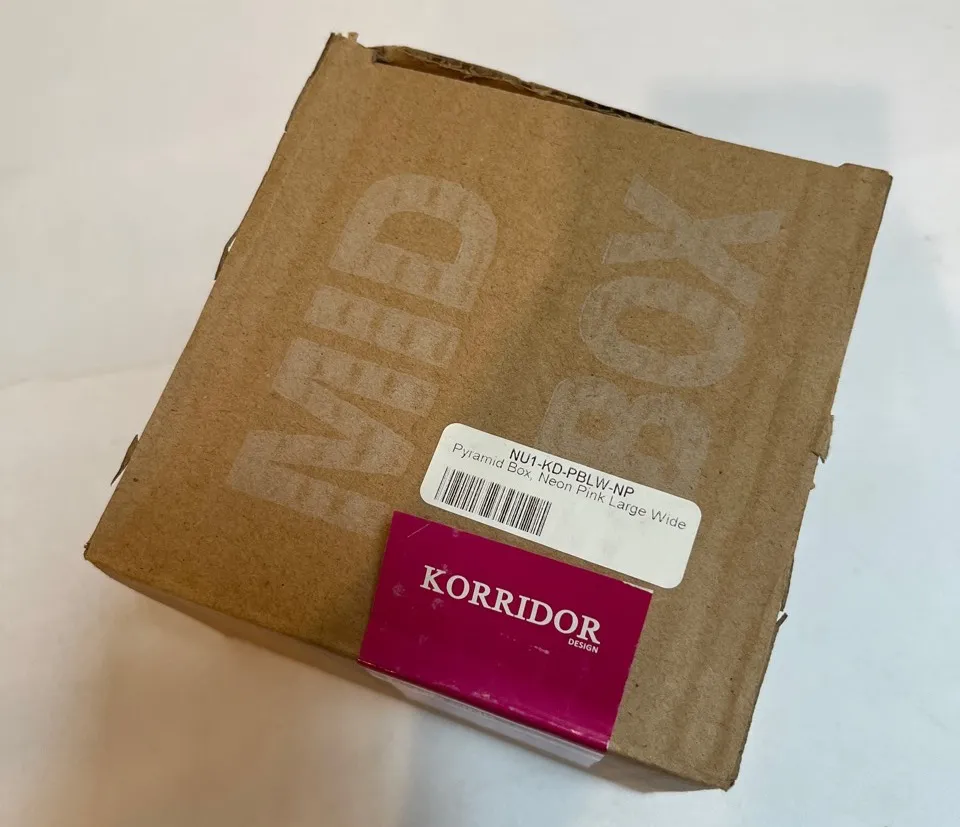 MID
BOX
NU1-KD-PBLW-NP
Pyramid Box, Neon Pink Large Wide
KORRIDOR
DESIGN